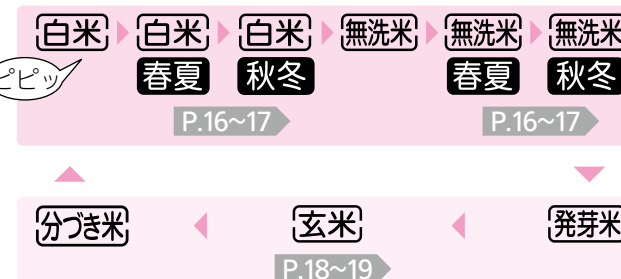 白米 白米 白米 無洗米 無洗米 無洗米
ピピッ 春夏 秋冬 春夏 秋冬
P.16~17 P.16~17
分づき米 玄米 発芽米
P.18~19